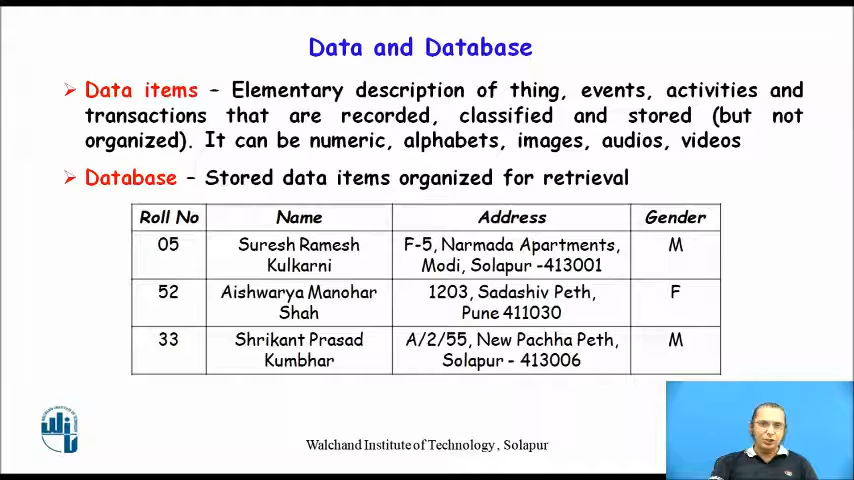 Data and Database
➢ Data items – Elementary description of thing, events, activities and
transactions that are recorded, classified and stored (but not
organized). It can be numeric, alphabets, images, audios, videos
➢ Database – Stored data items organized for retrieval
Roll No Name Address Gender
05 Suresh Ramesh Kulkarni F-5, Narmada Apartments, Modi, Solapur -413001 M
52 Aishwarya Manohar Shah 1203, Sadashiv Peth, Pune 411030 F
33 Shrikant Prasad Kumbhar A/2/55, New Pachha Peth, Solapur - 413006 M
Walchand Institute of Technology, Solapur